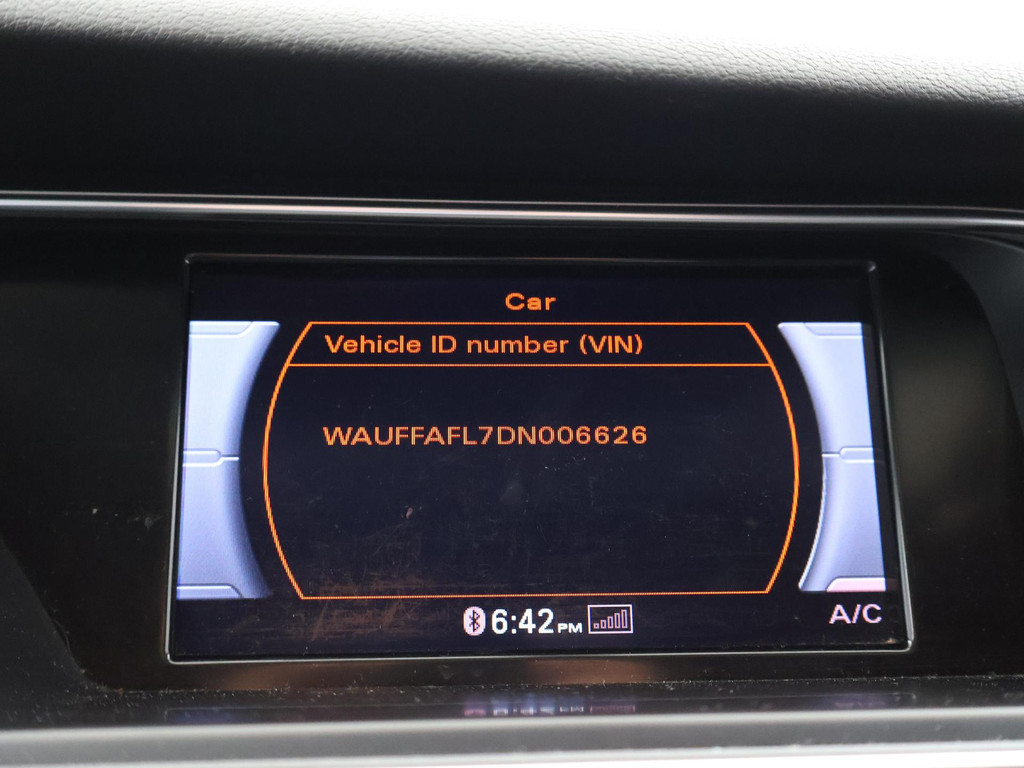 Car
Vehicle ID number (VIN)
WAUFFAFL7DN006626
6:42 PM
A/C